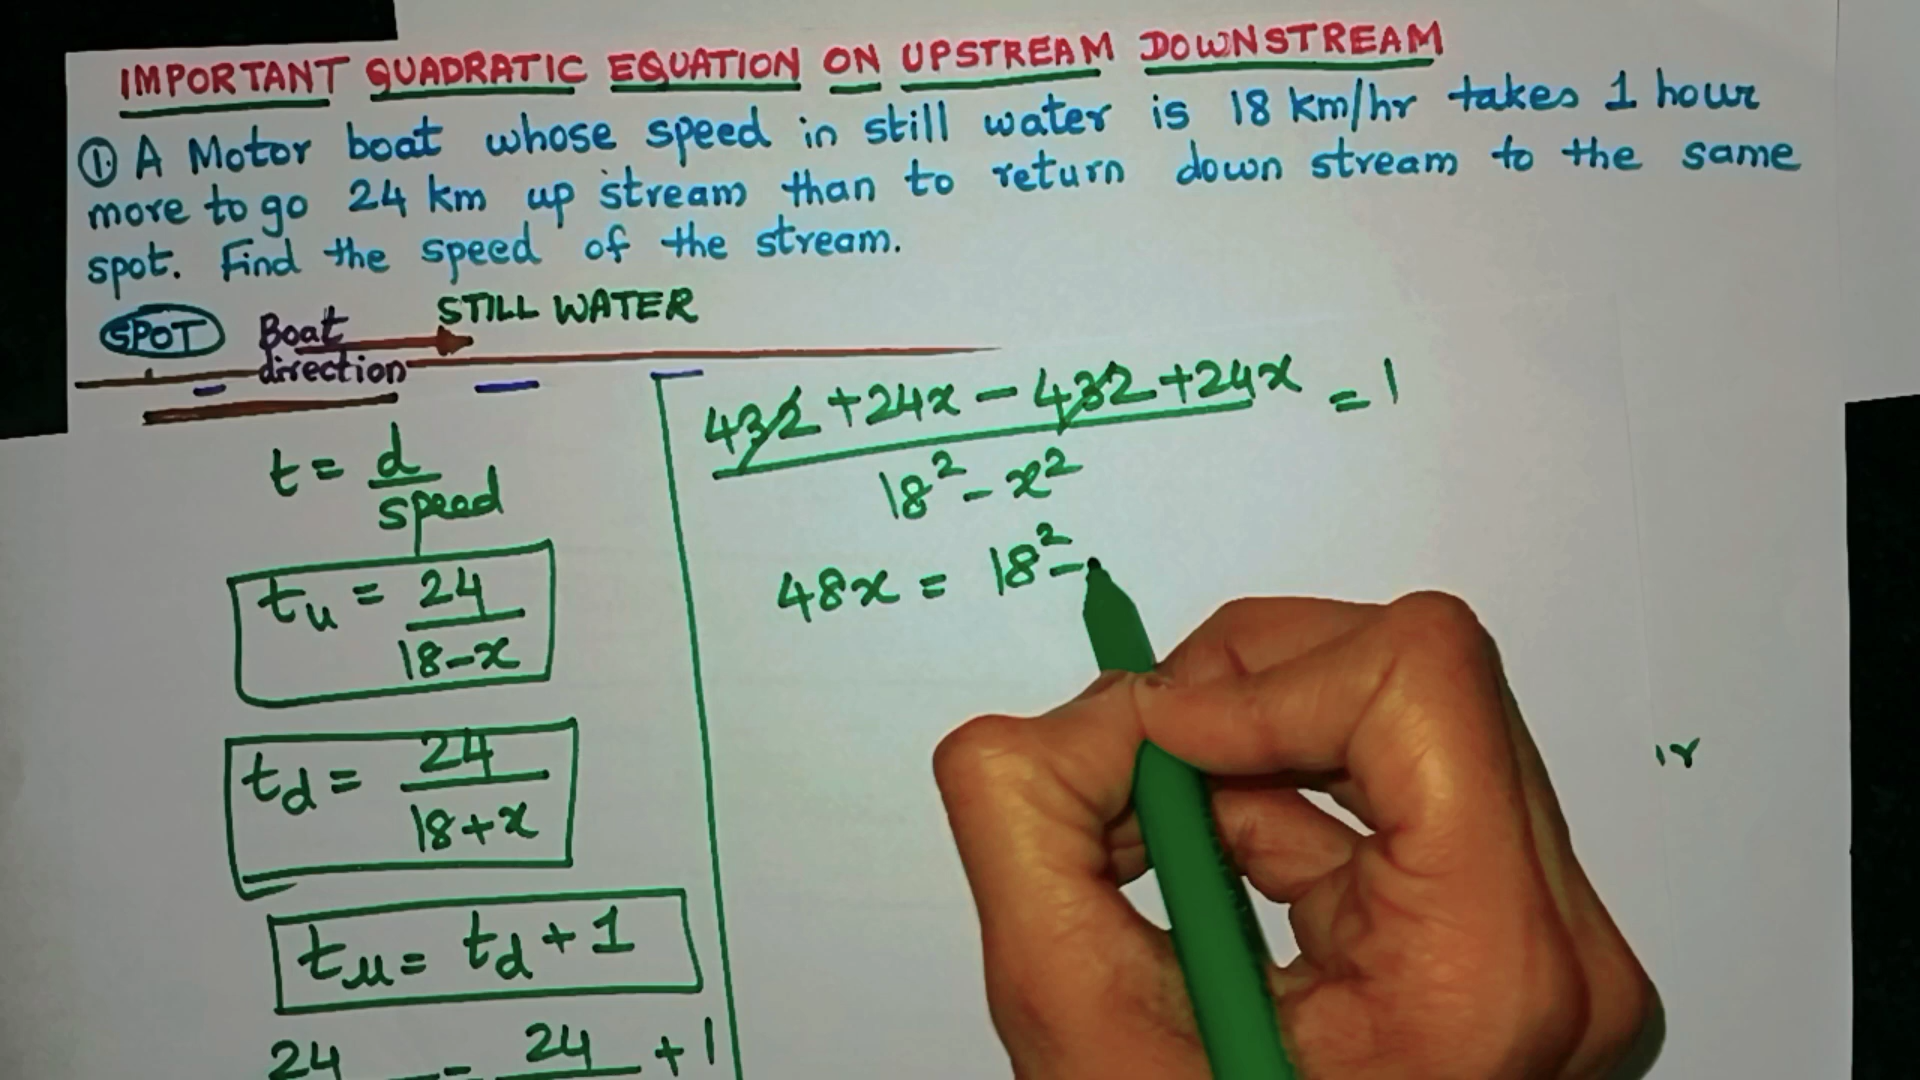 IMPORTANT QUADRATIC EQUATION ON UPSTREAM DOWNSTREAM
① A Motor boat whose speed in still water is 18 km/hr takes 1 hour
more to go 24 km up stream than to return down stream to the same
spot. Find the speed of the stream.
STILL WATER
SPOT Boat
direction
t = d/speed
tu = 24/18-x
td = 24/18+x
tu = td + 1
24 = 24 + 1
432 + 24x - 432 + 24x = 1
18² - x²
48x = 18² -